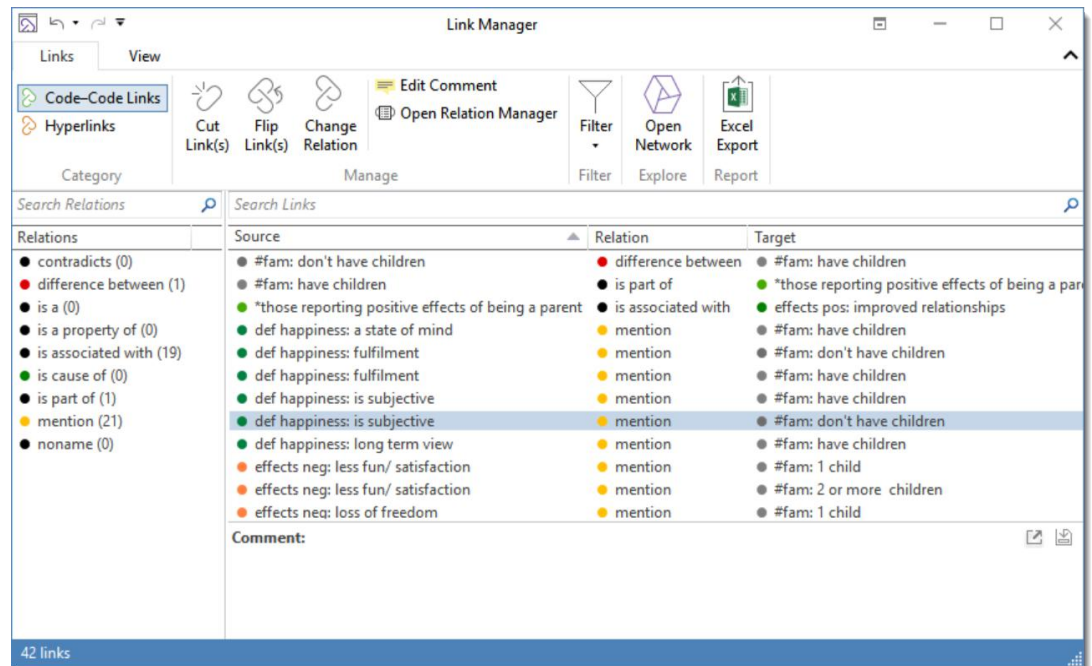 Link Manager
Links View
Code–Code Links
Hyperlinks
Category
Cut Link(s)
Flip Link(s)
Change Relation
Edit Comment
Open Relation Manager
Manage
Filter
Filter
Open Network
Explore
Excel Export
Report
Search Relations
Relations
contradicts (0)
difference between (1)
is a (0)
is a property of (0)
is associated with (19)
is cause of (0)
is part of (1)
mention (21)
noname (0)
Search Links
Source Relation Target
#fam: don't have children difference between #fam: have children
#fam: have children is part of *those reporting positive effects of being a par
*those reporting positive effects of being a parent is associated with effects pos: improved relationships
def happiness: a state of mind mention #fam: have children
def happiness: fulfilment mention #fam: don't have children
def happiness: fulfilment mention #fam: have children
def happiness: is subjective mention #fam: have children
def happiness: is subjective mention #fam: don't have children
def happiness: long term view mention #fam: have children
effects neg: less fun/ satisfaction mention #fam: 1 child
effects neg: less fun/ satisfaction mention #fam: 2 or more children
effects neg: loss of freedom mention #fam: 1 child
Comment:
42 links